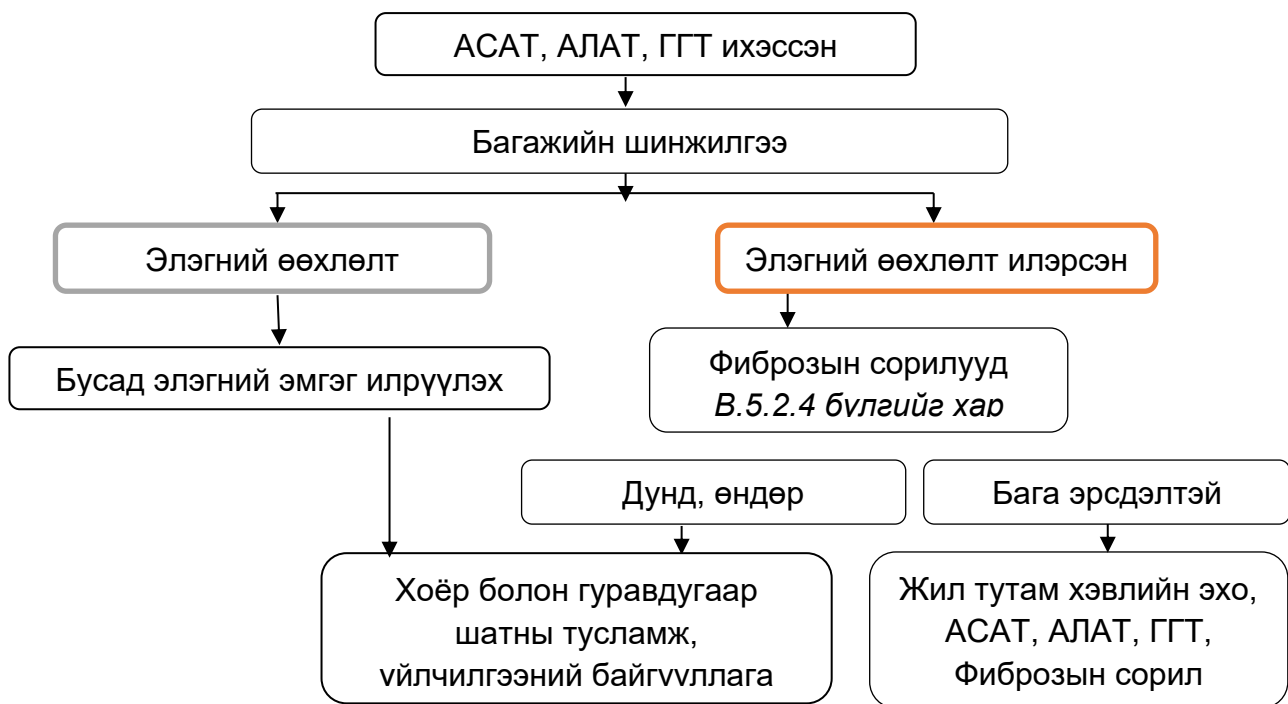 АСАТ, АЛАТ, ГГТ ихэссэн
Багажийн шинжилгээ
Элэгний өөхлөлт
Элэгний өөхлөлт илэрсэн
Бусад элэгний эмгэг илрүүлэх
Фиброзын сорилууд
B.5.2.4 бүлгийг хар
Дунд, өндөр
Бага эрсдэлтэй
Хоёр болон гуравдугаар
шатны тусламж,
үйлчилгээний байгууллага
Жил тутам хэвлийн эхо,
АСАТ, АЛАТ, ГГТ,
Фиброзын сорил